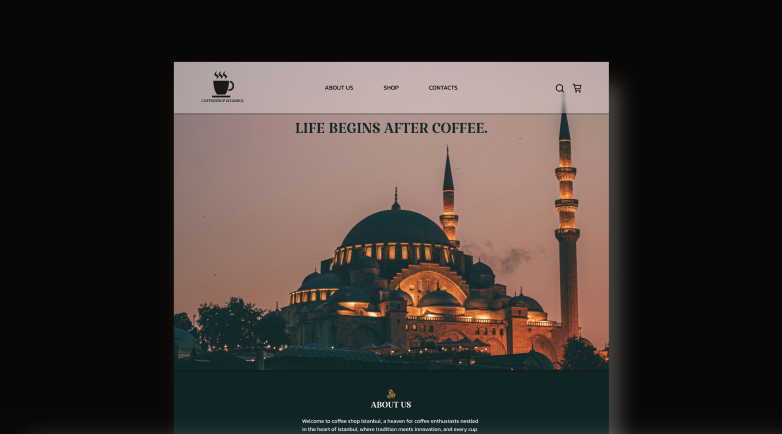 COFFEESHOP ISTANBUL
ABOUT US
SHOP
CONTACTS
LIFE BEGINS AFTER COFFEE.
ABOUT US
Welcome to coffee shop Istanbul, a heaven for coffee enthusiasts nestled
in the heart of Istanbul, where tradition meets innovation, and every cup